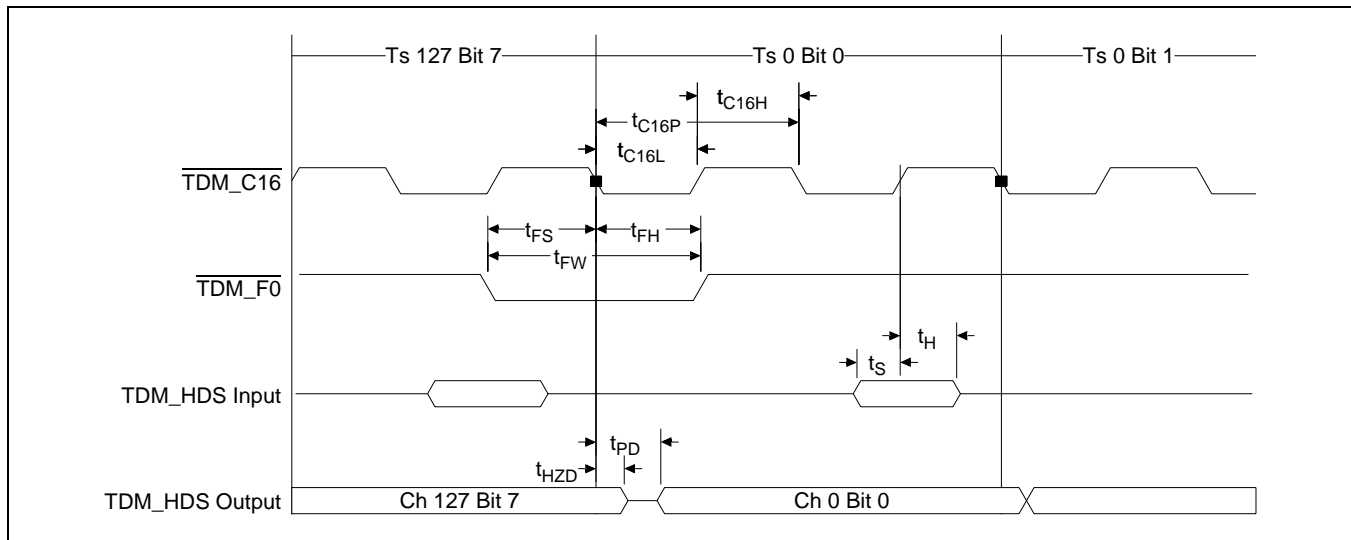 Ts 127 Bit 7 Ts 0 Bit 0 Ts 0 Bit 1
tC16H
tC16P
tC16L
TDM_C16
tFS tFH
tFW
TDM_F0
tH
tS
TDM_HDS Input
tPD
tHZD
TDM_HDS Output Ch 127 Bit 7 Ch 0 Bit 0